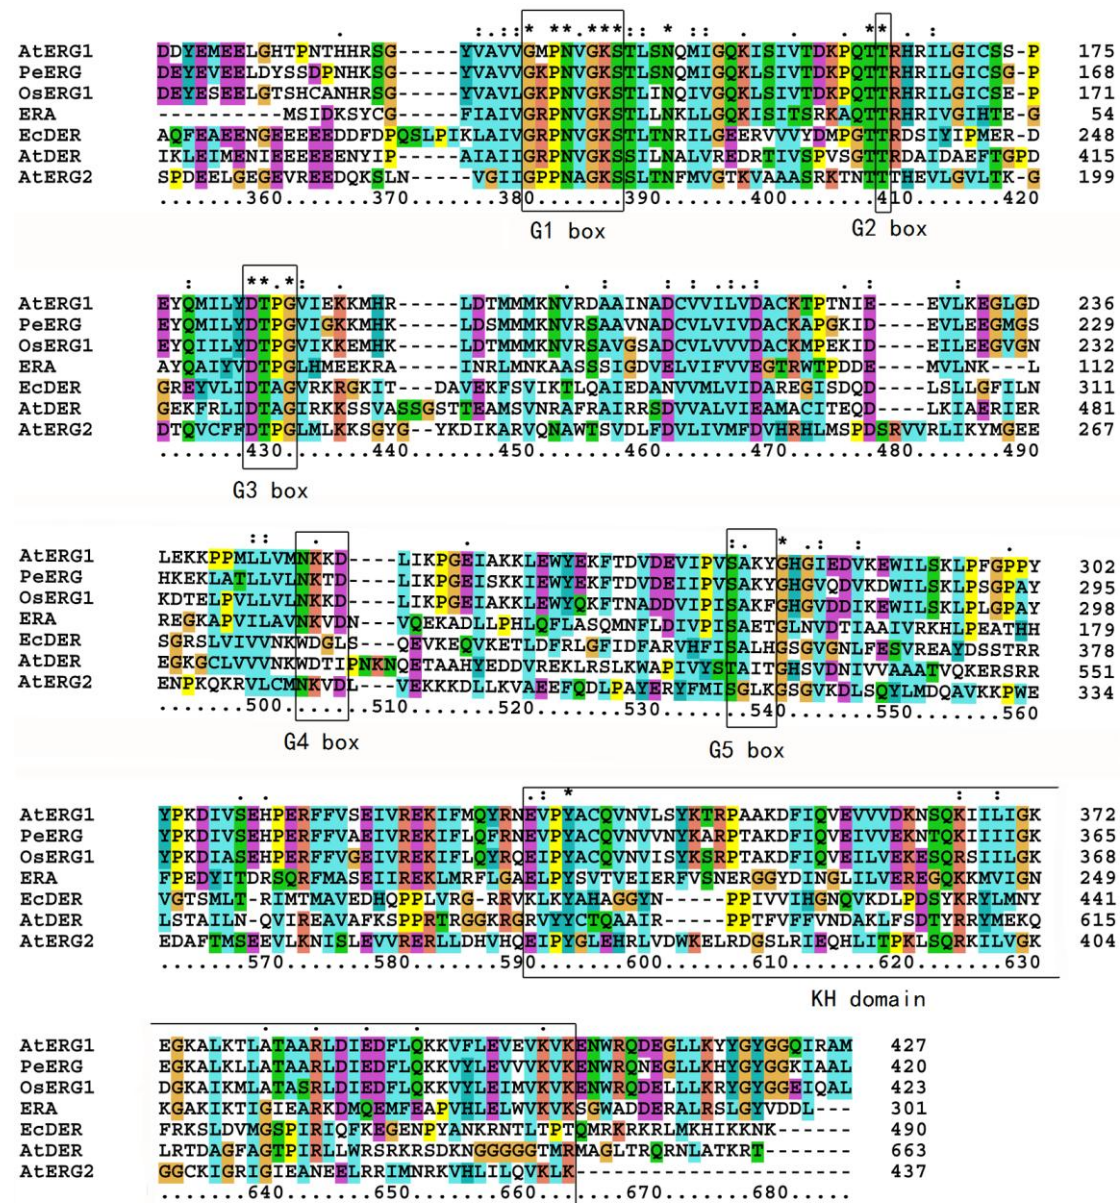 AtERG1 DDYEMEELGHTPNTHHRSG-----YVAVVGMPNVGKSTLSNQMIGQKISIVTDKPQTTRHRILGICSS-P 175
PeERG DEYEVEELDYSSDPNHKSG-----YVAVVGKPNVGKSTLSNQMIGQKLSIVTDKPQTTRHRILGICSG-P 168
OsERG1 DEYESEELGTSHCANHRSG-----YVAVLGKPNVGKSTLINQIVGQKLSIVTDKPQTTRHRILGICSG-P 171
ERA ----------MSIDKSYCG-----FIAIVGRPNVGKSTLLNKLLGQKISITSRKAQTTRHRIVGIHTE-G 54
EcDER AQFEAEENGEEEEEDDFDPQSLPIKLAIVGRPNVGKSTLTNRILGEERVVVYDMPGTTRDSIYIPMER-D 248
AtDER IKLEIMENIEEEEEENYIP-----AIAIIGRPNVGKSSILNALVREDRTIVSPVSGTTRDAIDAEFTGPD 415
AtERG2 SPDEELGEGEVREEDQKSLN----VGIIGPPNAGKSSLTNFMVGTKVAAASRKTNTTTHEVLGVLTK-G 199
360 370 380 390 400 410 420
G1 box G2 box
AtERG1 EYQMILYDTPGVIEKKMHR-----LDTMMMKNVRDAAINADCVVILVDACKTPTNIE----EVLKEGLGD 236
PeERG EYQMILYDTPGVIGKKMHK-----LDSMMMKNVRSAAVNADCVLVIVDACKAPGKID----EVLEEGMGS 229
OsERG1 EYQIILYDTPGVIKKEMHK-----LDTMMMKNVRSAVGSADCVLVVVDACKMPEKID----EILEEGVGN 232
ERA AYQAIYVDTPGLHMEEKRA-----INRLMNKAASSSIGDVELVIFVVEGTRWTPDDE----MVLNK--L 112
EcDER GREYVLIDTAGVRKRGKIT---DAVEKFSVIKTLQAIEDANVVMLVIDAREGISDQD----LSLLGFILN 311
AtDER GEKFRLIDTAGIRKKSSVASSGSTTEAMSVNRAFRAIRRSDVVALVIEAMACITEQD----LKIAERIER 481
AtERG2 DTQVCFFDTPGLMLKKSGYG--YKDIKARVQNAWTSVDLFDVLIVMFDVHRHLMSPDSRVVRLIKYMGEE 267
430 440 450 460 470 480 490
G3 box
AtERG1 LEKKPPMLLVMNKKD----LIKPGEIAKKLEWYEKFTDVDEVIPVSAKYGHGIEDVKEWILSKLPFGPPY 302
PeERG HKEKLATLLVLNKTD----LIKPGEISKKIEWYEKFTDVDEIIPVSAKYGHGVQDVKDWILSKLPFGPAY 295
OsERG1 KDTELPVLLVLNKKD----LIKPGEIAKKLEWYQKFTNADDVIPISAKFGHGVDDIKEWILSKLPLGPAY 298
ERA REGKAPVILAVNKVDN---VQEKADLLPHLQFLASQMNFLDIVPISAETGLNVDTIAAIVRKHLPEATHH 179
EcDER SGRSLVIVVNKWDGLS---QEVKEQVKETLDFRLGFIDFARVHFISALHGSGVGNLFESVREAYDSSTRR 378
AtDER EGKGCLVVVNKWDTIPNKNQETAAHYEDDVREKLRSLKWAPIVYSTAITGHSVDNIVVAAATVQKERSRR 551
AtERG2 ENPKQKRVLCMNKVDL---VEKKKDLLKVAEEFQDLPAYERYFMISGLKGSGVKDLSQYLMDQAVKKPWE 334
500 510 520 530 540 550 560
G4 box G5 box
AtERG1 YPKDIVSEHPERFFVSEIVREKIFMQYRNEVPYACQVNVLSYKTRPAAKDFIQVEVVVDKNSQKIILIGK 372
PeERG YPKDIVSEHPERFFVAEIVREKIFLQFRNEVPYACQVNVVNYKARPTAKDFIQVEIVVEKNTQKIIIIGK 365
OsERG1 YPKDIASEHPERFFVGEIVREKIFLQYRQEIPYACQVNVISYKSRPTAKDFIQVEILVEKESQRSIILGK 368
ERA FPEDYITDRSQRFMASEIIREKLMRFLGAELPYSVTVEIERFVSNERGGYDINGLILVEREGQKKMVIGN 249
EcDER VGTSMLT-RIMTMAVEDHQPPLVRG-RRVKLKYAHAGGYN-----PPIVVIHGNQVKDLPDSYKRYLMNY 441
AtDER LSTAILN-QVIREAVAFKSPPRTRGGKRGRVYYCTQAAIR-----PPTFVFFVNDAKLFSDTYRRYMEKQ 615
AtERG2 EDAFTMSEEVLKNISLEVVRERLLDHVHQEIPYGLEHRLVDWKELRDGSLRIEQHLITPKLSQRKILVGK 404
570 580 590 600 610 620 630
KH domain
AtERG1 EGKALKTLATAARLDIEDFLQKKVFLEVEVKVKENWRQDEGLLKYYGYGGQIRAM 427
PeERG EGKALKLLATAARLDIEDFLQKKVYLEVVVKVKENWRQNEGLLKHYGYGGKIAAL 420
OsERG1 DGKAIKMLATASRLDIEDFLQKKVYLEIMVKVKENWRQDELLLKRYGYGGEIQAL 423
ERA KGAKIKTIGIEARKDMQEMFEAPVHLELWVKVKSGWADDERALRSLGYVDDL--- 301
EcDER FRKSLDVMGSPIRIQFKEGENPYANKRNTLTPTQMRKRKRLMKHIKKNK------ 490
AtDER LRTDAGFAGTPIRLLWRSRKRSDKNGGGGGTMRMAGLTRQRNLATKRT------- 663
AtERG2 GGCKIGRIGIEANEELRRIMNRKVHLILQVKLK---------------------- 437
640 650 660 670 680